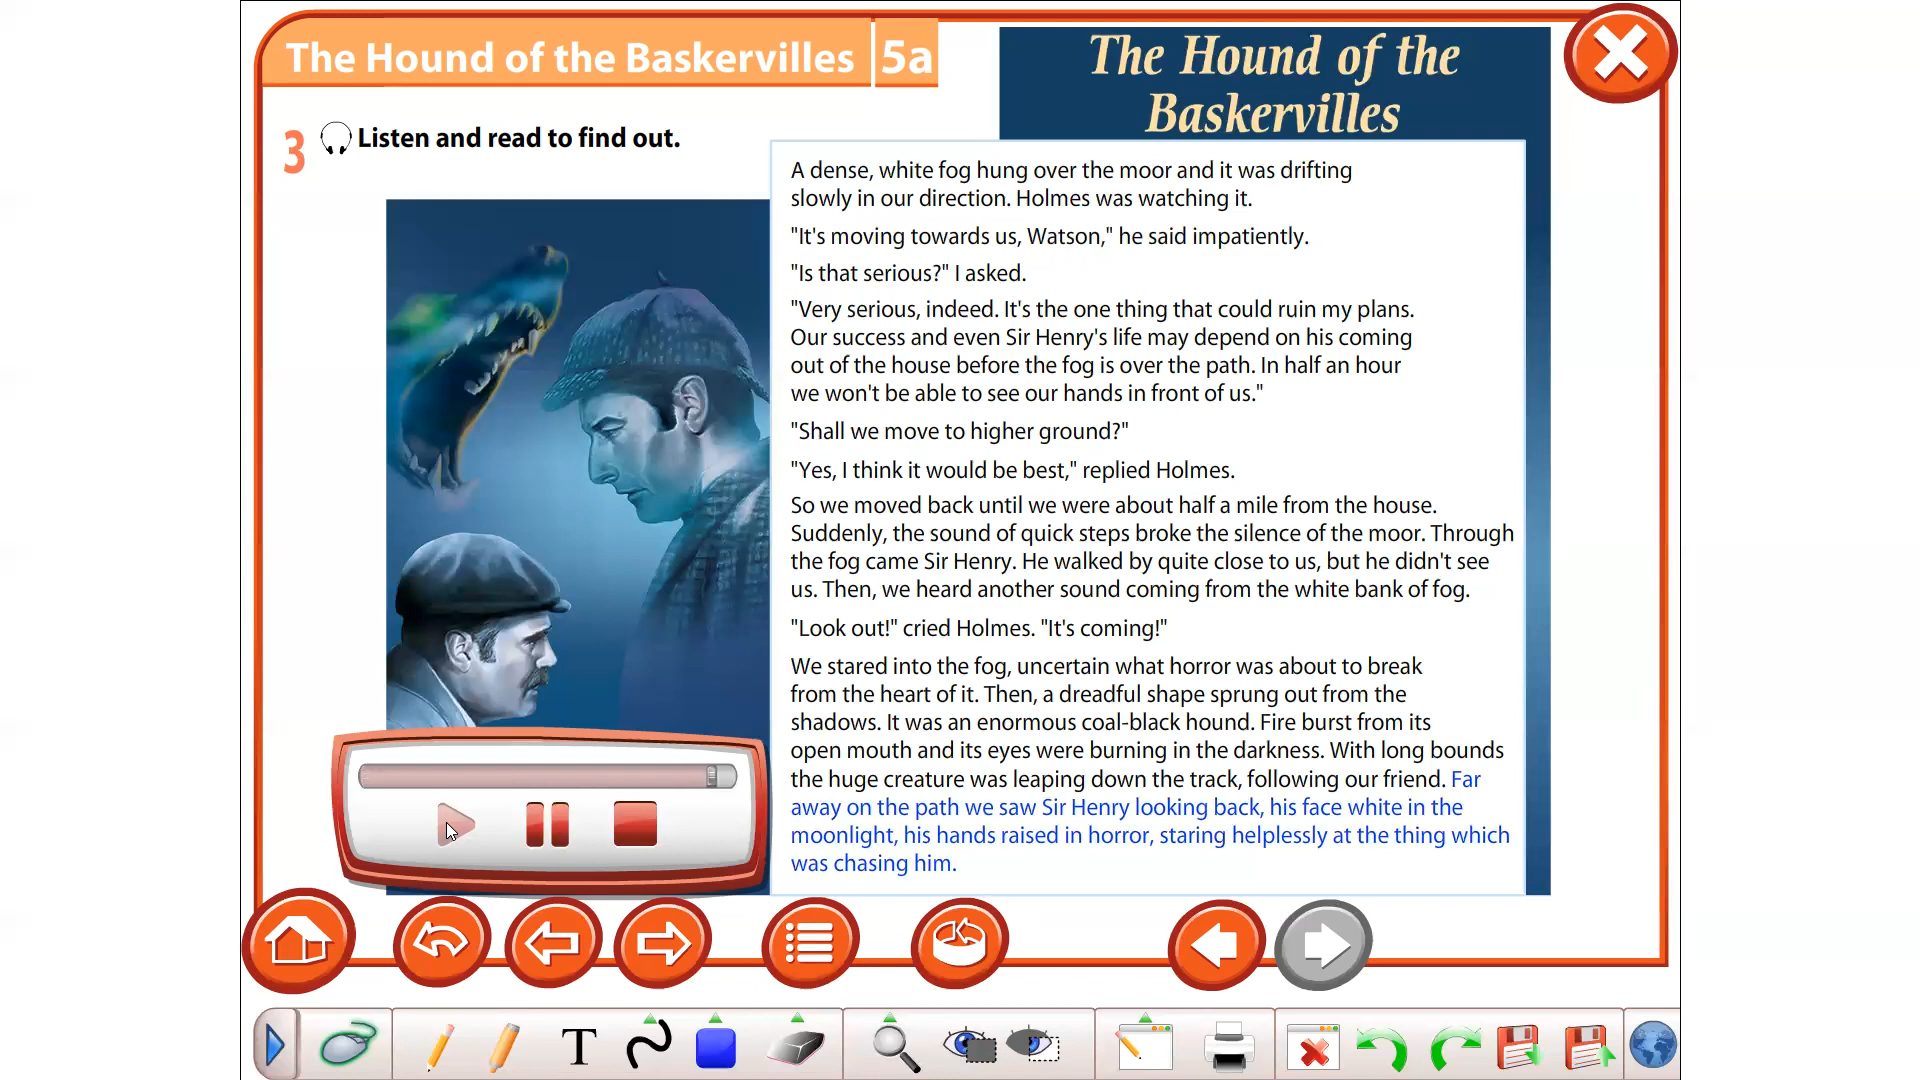 The Hound of the Baskervilles 5a
The Hound of the
Baskervilles
3 Listen and read to find out.
A dense, white fog hung over the moor and it was drifting
slowly in our direction. Holmes was watching it.
"It's moving towards us, Watson," he said impatiently.
"Is that serious?" I asked.
"Very serious, indeed. It's the one thing that could ruin my plans.
Our success and even Sir Henry's life may depend on his coming
out of the house before the fog is over the path. In half an hour
we won't be able to see our hands in front of us."
"Shall we move to higher ground?"
"Yes, I think it would be best," replied Holmes.
So we moved back until we were about half a mile from the house.
Suddenly, the sound of quick steps broke the silence of the moor. Through
the fog came Sir Henry. He walked by quite close to us, but he didn't see
us. Then, we heard another sound coming from the white bank of fog.
"Look out!" cried Holmes. "It's coming!"
We stared into the fog, uncertain what horror was about to break
from the heart of it. Then, a dreadful shape sprung out from the
shadows. It was an enormous coal-black hound. Fire burst from its
open mouth and its eyes were burning in the darkness. With long bounds
the huge creature was leaping down the track, following our friend. Far
away on the path we saw Sir Henry looking back, his face white in the
moonlight, his hands raised in horror, staring helplessly at the thing which
was chasing him.
T